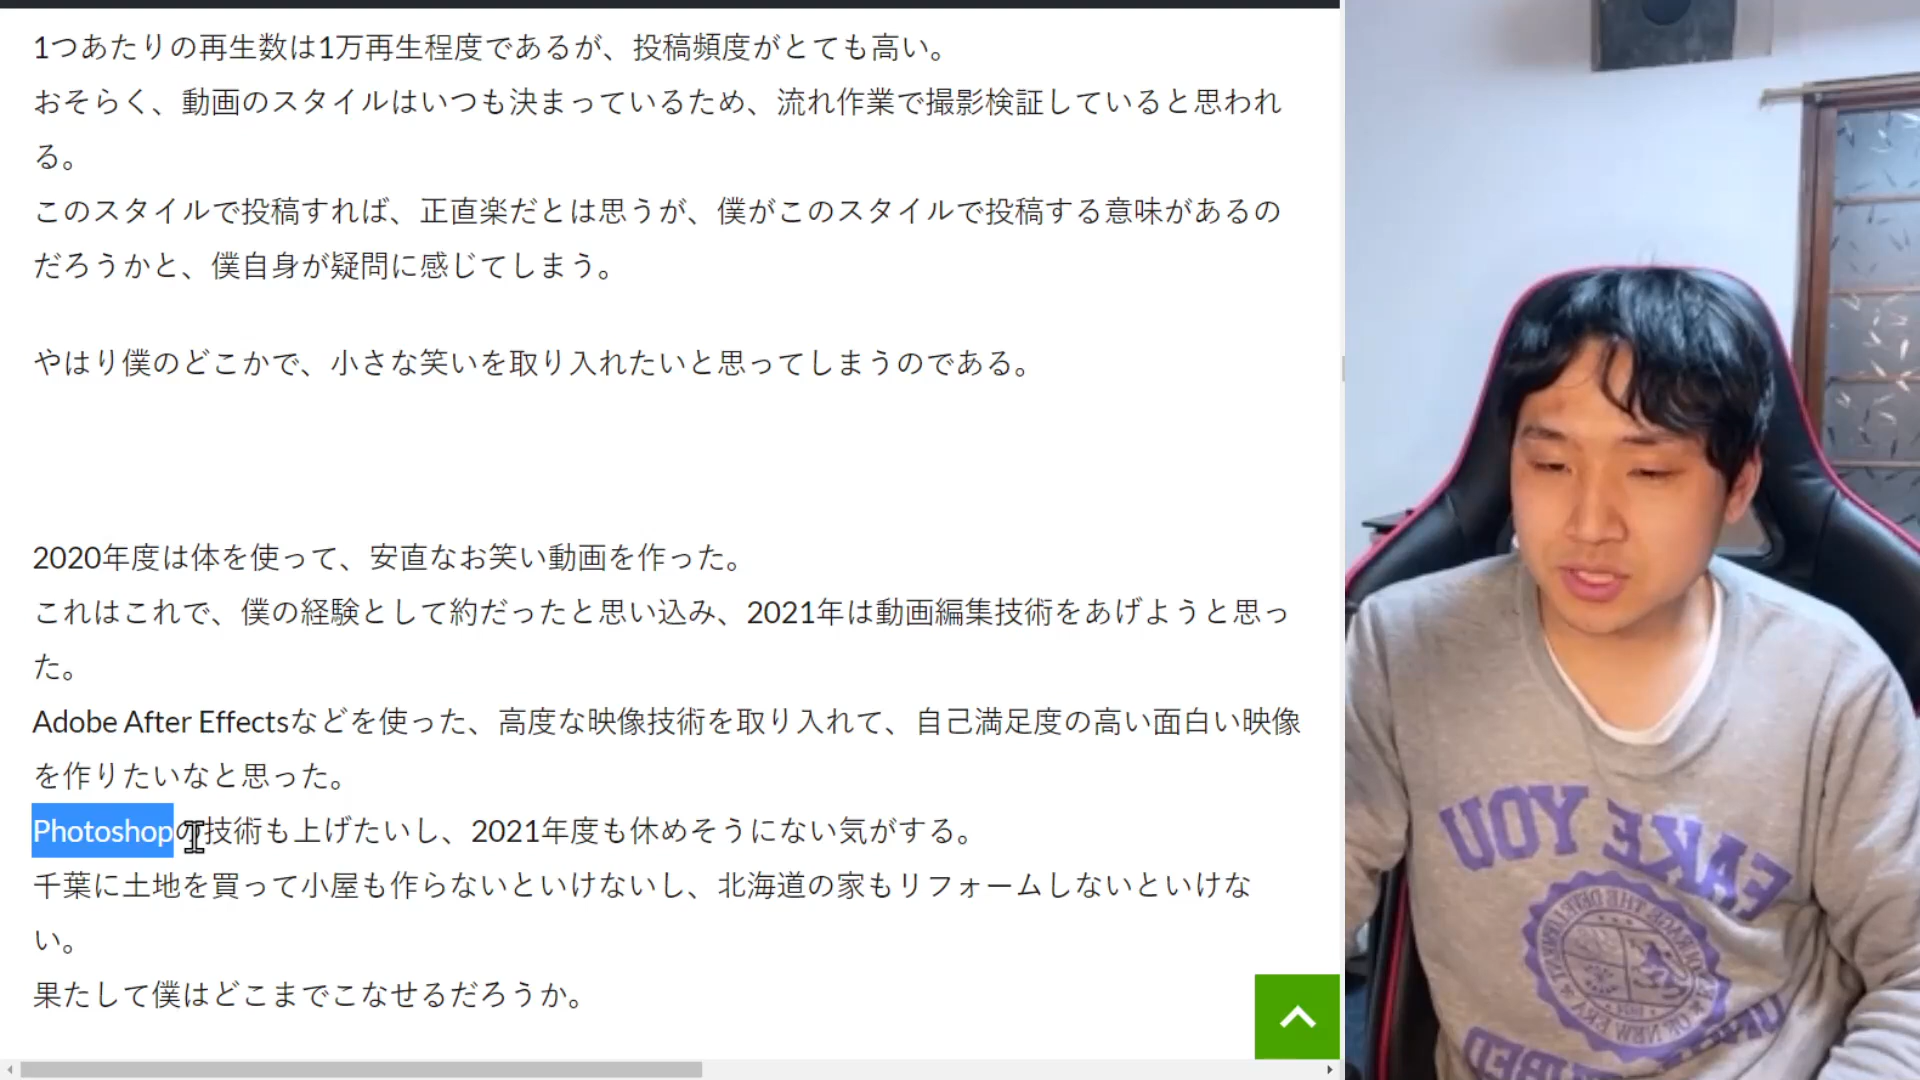 1つあたりの再生数は1万再生程度であるが、投稿頻度がとても高い。
おそらく、動画のスタイルはいつも決まっているため、流れ作業で撮影検証していると思われ
る。
このスタイルで投稿すれば、正直楽だとは思うが、僕がこのスタイルで投稿する意味があるの
だろうかと、僕自身が疑問に感じてしまう。
やはり僕のどこかで、小さな笑いを取り入れたいと思ってしまうのである。
2020年度は体を使って、安直なお笑い動画を作った。
これはこれで、僕の経験として約だったと思い込み、2021年は動画編集技術をあげようと思っ
た。
Adobe After Effectsなどを使った、高度な映像技術を取り入れて、自己満足度の高い面白い映像
を作りたいなと思った。
Photoshopの技術も上げたいし、2021年度も休めそうにない気がする。
千葉に土地を買って小屋も作らないといけないし、北海道の家もリフォームしないといけな
い。
果たして僕はどこまでこなせるだろうか。
FAKE YOU